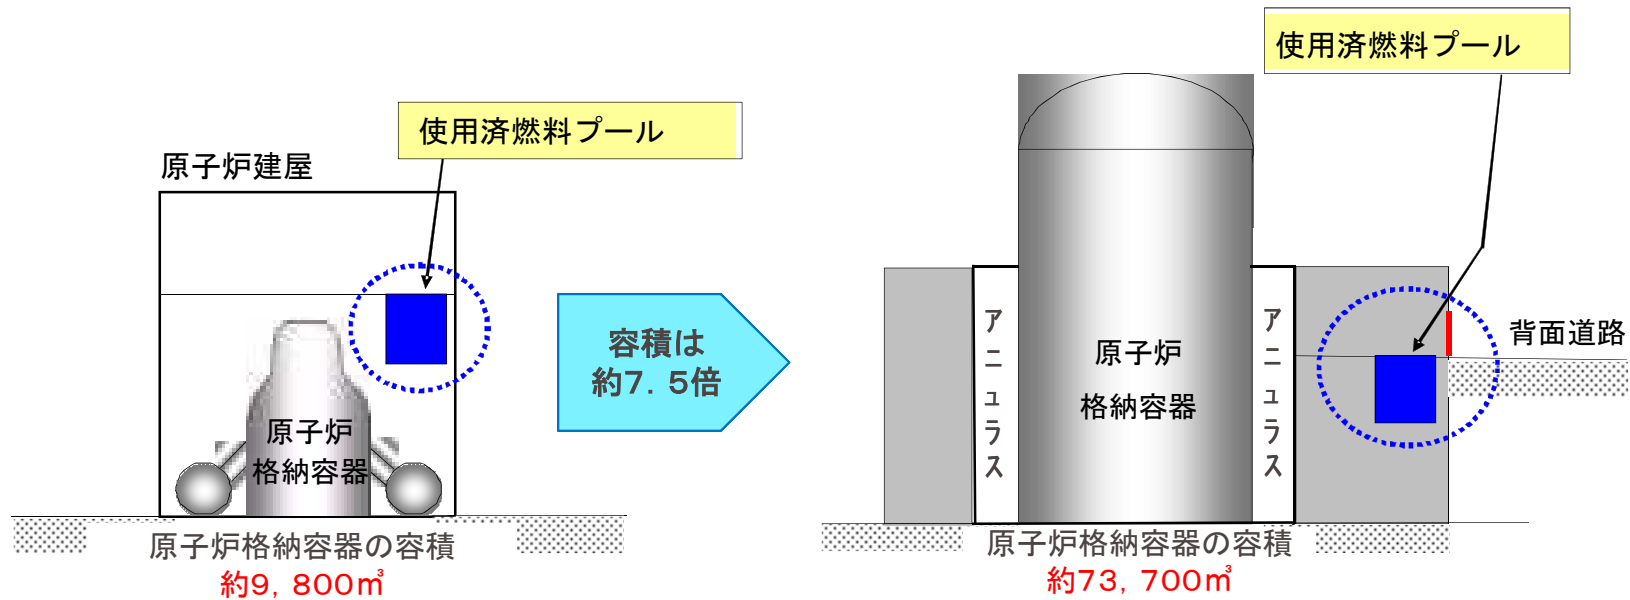 使用済燃料プール
原子炉建屋
原子炉
格納容器
原子炉格納容器の容積
約9,800㎥
容積は
約7.5倍
使用済燃料プール
アニュラス
原子炉
格納容器
アニュラス
背面道路
原子炉格納容器の容積
約73,700㎥